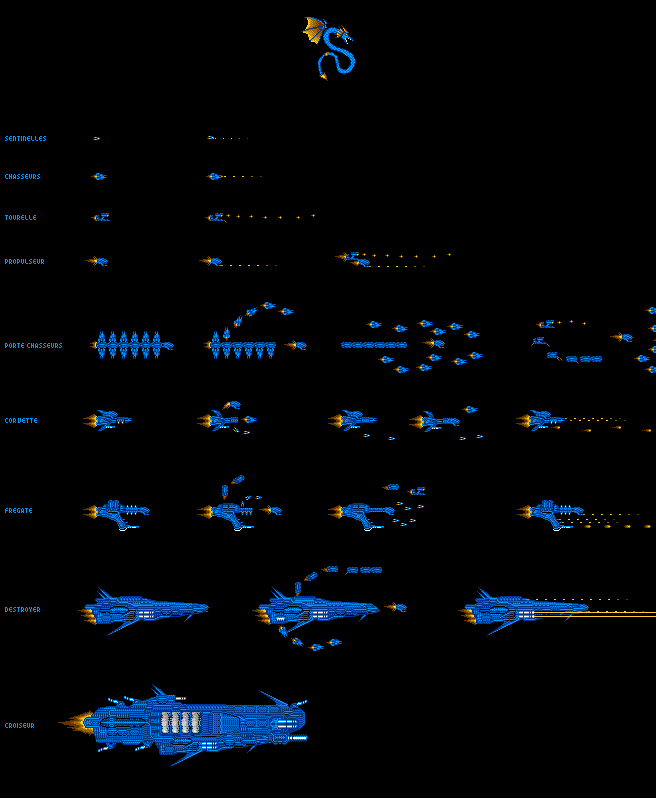 SENTINELLES
CHASSEURS
TOURELLE
PROPULSEUR
PORTE CHASSEURS
CORVETTE
FREGATE
DESTROYER
CROISEUR